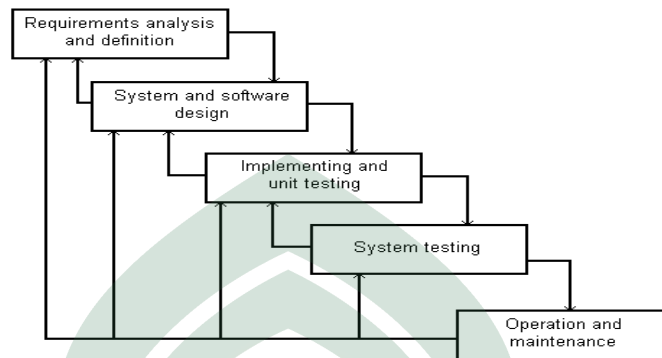 Requirements analysis
and definition
System and software
design
Implementing and
unit testing
System testing
Operation and
maintenance